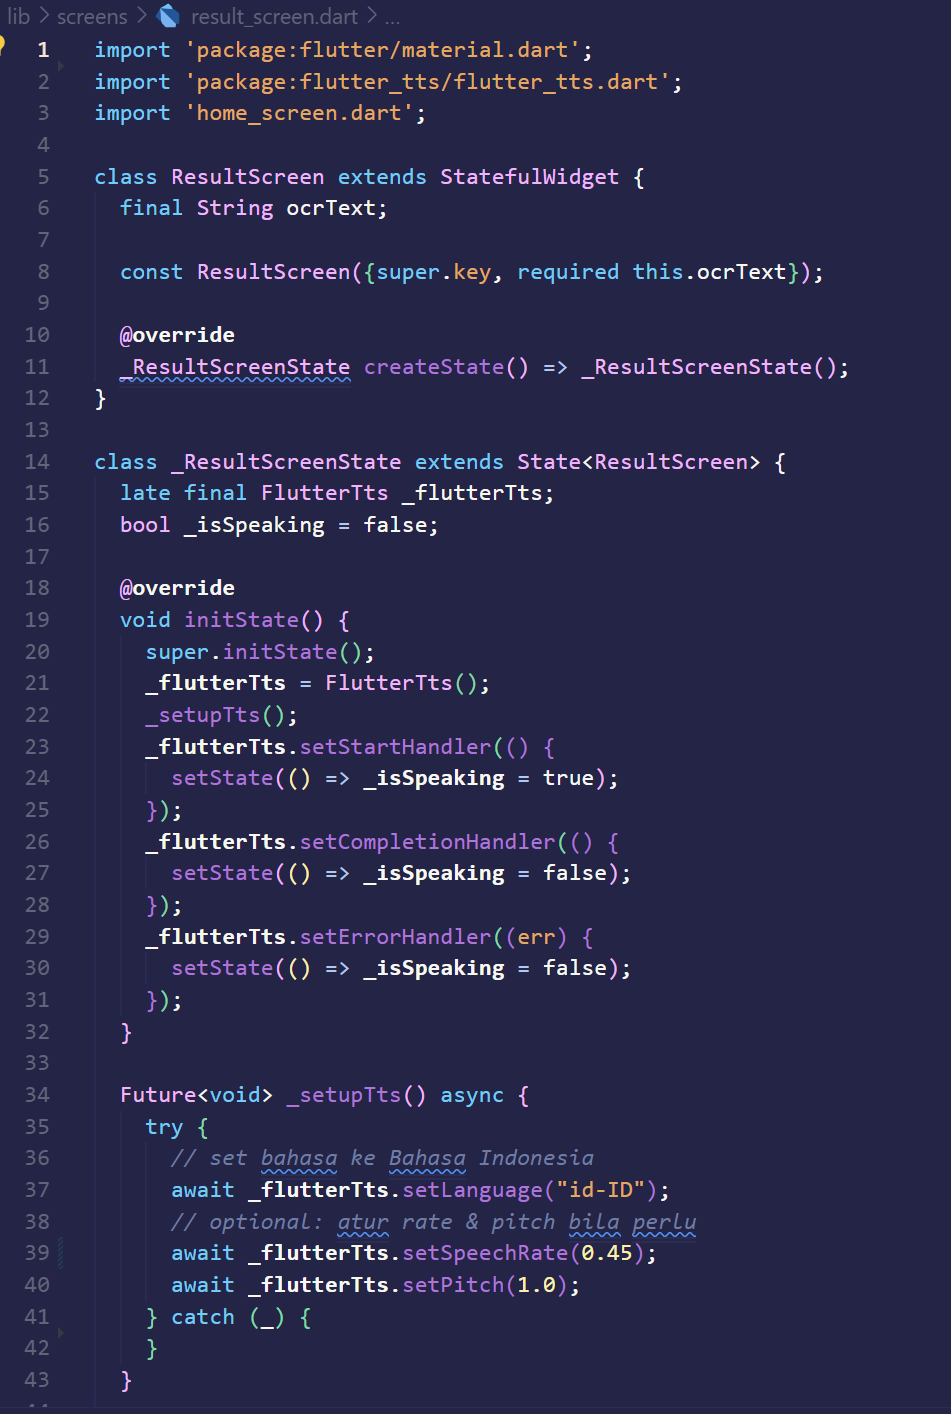 lib > screens > result_screen.dart > ...
1 import 'package:flutter/material.dart';
2 import 'package:flutter_tts/flutter_tts.dart';
3 import 'home_screen.dart';
4
5 class ResultScreen extends StatefulWidget {
6   final String ocrText;
7
8   const ResultScreen({super.key, required this.ocrText});
9
10   @override
11   _ResultScreenState createState() => _ResultScreenState();
12 }
13
14 class _ResultScreenState extends State<ResultScreen> {
15   late final FlutterTts _flutterTts;
16   bool _isSpeaking = false;
17
18   @override
19   void initState() {
20     super.initState();
21     _flutterTts = FlutterTts();
22     _setupTts();
23     _flutterTts.setStartHandler(() {
24       setState(() => _isSpeaking = true);
25     });
26     _flutterTts.setCompletionHandler(() {
27       setState(() => _isSpeaking = false);
28     });
29     _flutterTts.setErrorHandler((err) {
30       setState(() => _isSpeaking = false);
31     });
32   }
33
34   Future<void> _setupTts() async {
35     try {
36       // set bahasa ke Bahasa Indonesia
37       await _flutterTts.setLanguage("id-ID");
38       // optional: atur rate & pitch bila perlu
39       await _flutterTts.setSpeechRate(0.45);
40       await _flutterTts.setPitch(1.0);
41     } catch (_) {
42     }
43   }